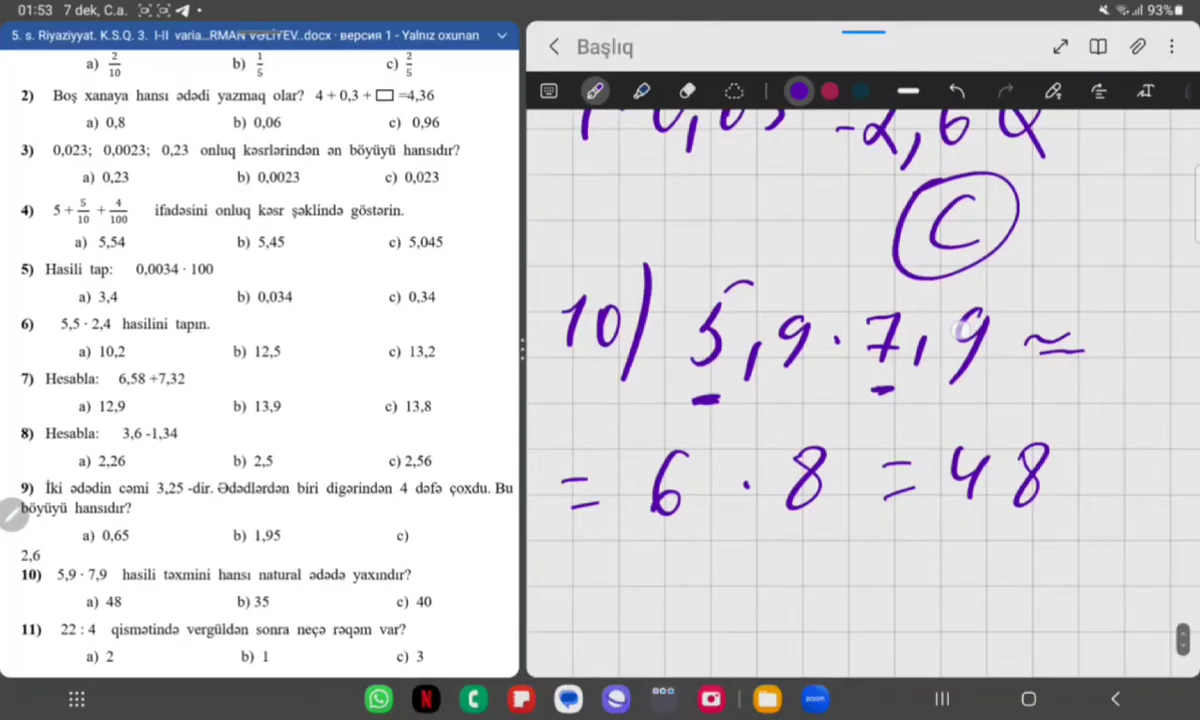 01:53 7 dek, C.a. 93%
5. s. Riyaziyyat. K.S.Q. 3. I-II varia...RMAN VƏLİYEV..docx · версия 1 - Yalnız oxunan
a) 2/10 b) 1/5 c) 2/5
2) Boş xanaya hansı ədədi yazmaq olar? 4 + 0,3 + □ =4,36
a) 0,8 b) 0,06 c) 0,96
3) 0,023; 0,0023; 0,23 onluq kəsrlərindən ən böyüyü hansıdır?
a) 0,23 b) 0,0023 c) 0,023
4) 5 + 5/10 + 4/100 ifadəsini onluq kəsr şəklində göstərin.
a) 5,54 b) 5,45 c) 5,045
5) Hasili tap: 0,0034 · 100
a) 3,4 b) 0,034 c) 0,34
6) 5,5 · 2,4 hasilini tapın.
a) 10,2 b) 12,5 c) 13,2
7) Hesabla: 6,58 +7,32
a) 12,9 b) 13,9 c) 13,8
8) Hesabla: 3,6 -1,34
a) 2,26 b) 2,5 c) 2,56
9) İki ədədin cəmi 3,25 -dir. Ədədlərdən biri digərindən 4 dəfə çoxdu. Bu
böyüyü hansıdır?
a) 0,65 b) 1,95 c)
2,6
10) 5,9 · 7,9 hasili təxmini hansı natural ədədə yaxındır?
a) 48 b) 35 c) 40
11) 22 : 4 qismətində vergüldən sonra neçə rəqəm var?
a) 2 b) 1 c) 3
Başlıq
C
10) 5,9 · 7,9 ≈
= 6 · 8 = 48
zoom